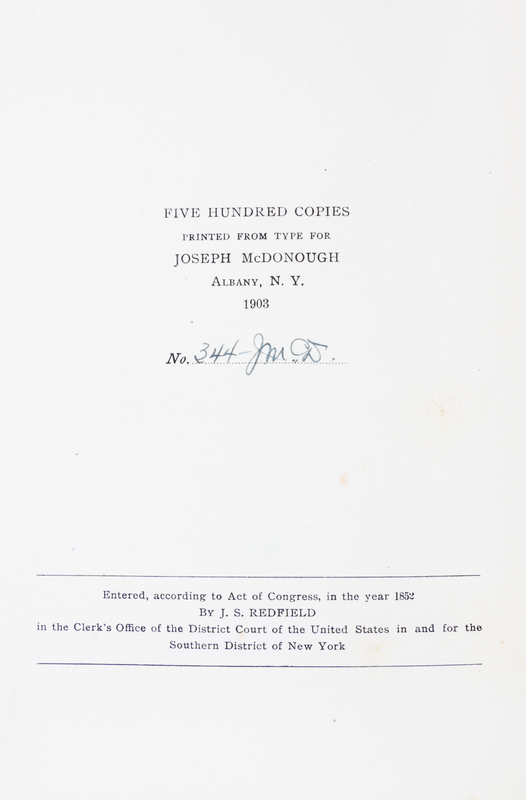 FIVE HUNDRED COPIES
PRINTED FROM TYPE FOR
JOSEPH McDONOUGH
ALBANY, N. Y.
1903
No. 344–JMcD.
Entered, according to Act of Congress, in the year 1852
BY J. S. REDFIELD
in the Clerk's Office of the District Court of the United States in and for the
Southern District of New York